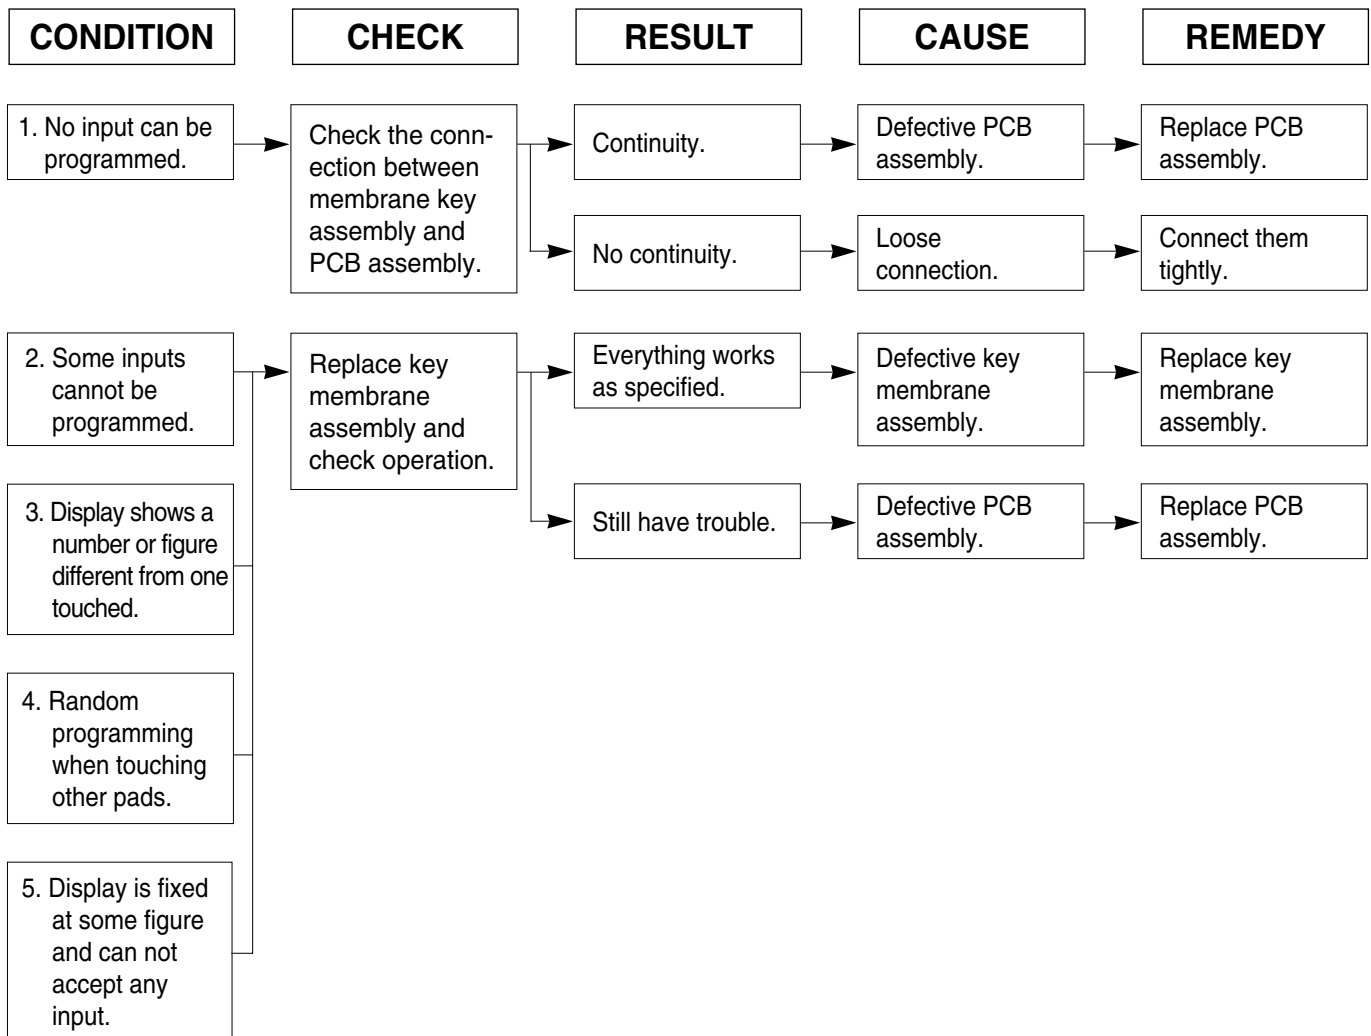 CONDITION
CHECK
RESULT
CAUSE
REMEDY
1. No input can be
programmed.
Check the conn-
ection between
membrane key
assembly and
PCB assembly.
Continuity.
Defective PCB
assembly.
Replace PCB
assembly.
No continuity.
Loose
connection.
Connect them
tightly.
2. Some inputs
cannot be
programmed.
Replace key
membrane
assembly and
check operation.
Everything works
as specified.
Defective key
membrane
assembly.
Replace key
membrane
assembly.
3. Display shows a
number or figure
different from one
touched.
Still have trouble.
Defective PCB
assembly.
Replace PCB
assembly.
4. Random
programming
when touching
other pads.
5. Display is fixed
at some figure
and can not
accept any
input.